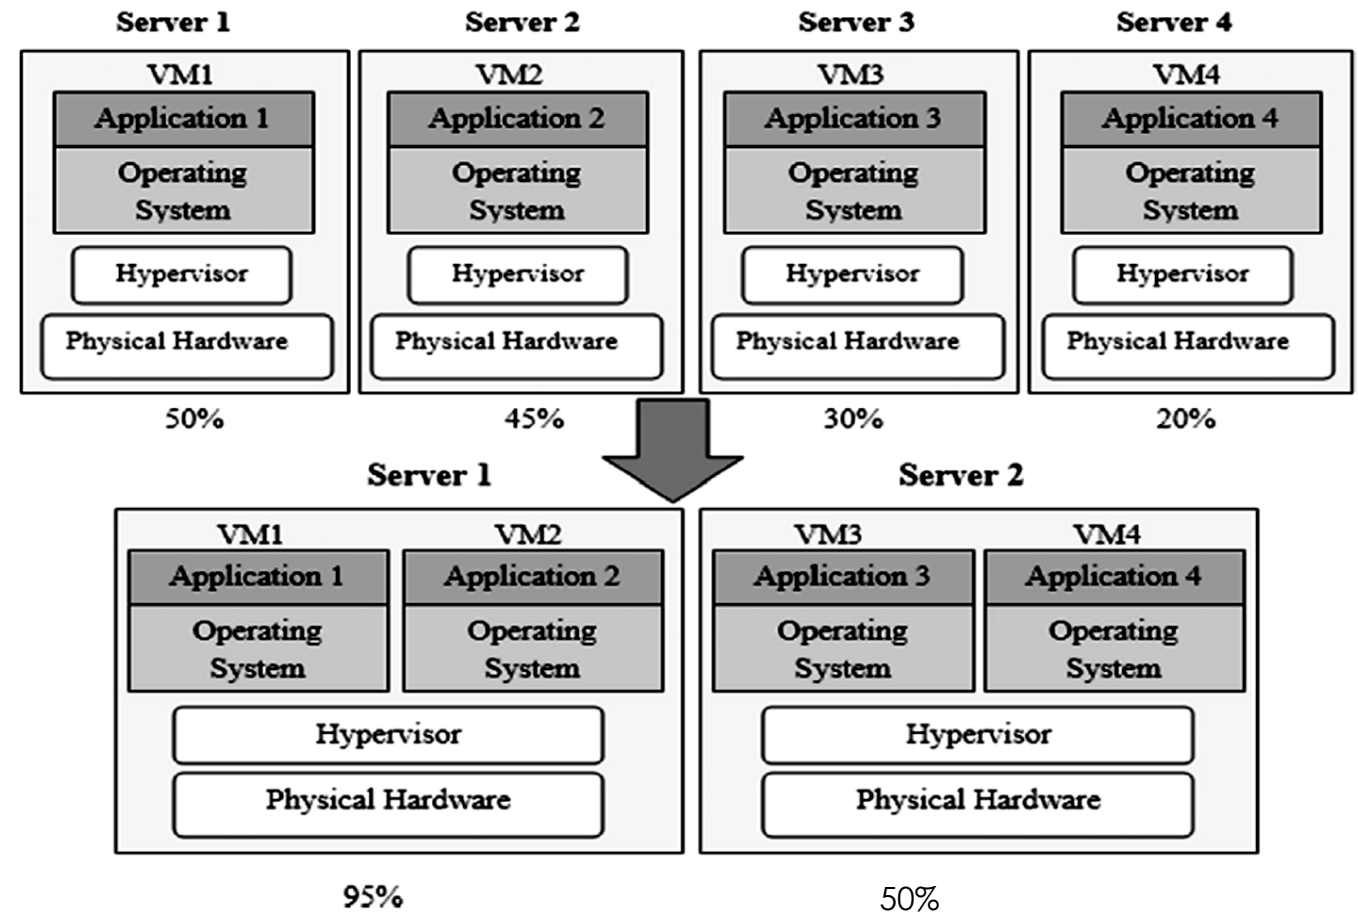 Server 1
Server 2
Server 3
Server 4
VM1
VM2
VM3
VM4
Application 1
Application 2
Application 3
Application 4
Operating
System
Operating
System
Operating
System
Operating
System
Hypervisor
Hypervisor
Hypervisor
Hypervisor
Physical Hardware
Physical Hardware
Physical Hardware
Physical Hardware
50%
45%
30%
20%
Server 1
Server 2
VM1
VM2
VM3
VM4
Application 1
Application 2
Application 3
Application 4
Operating
System
Operating
System
Operating
System
Operating
System
Hypervisor
Hypervisor
Physical Hardware
Physical Hardware
95%
50%